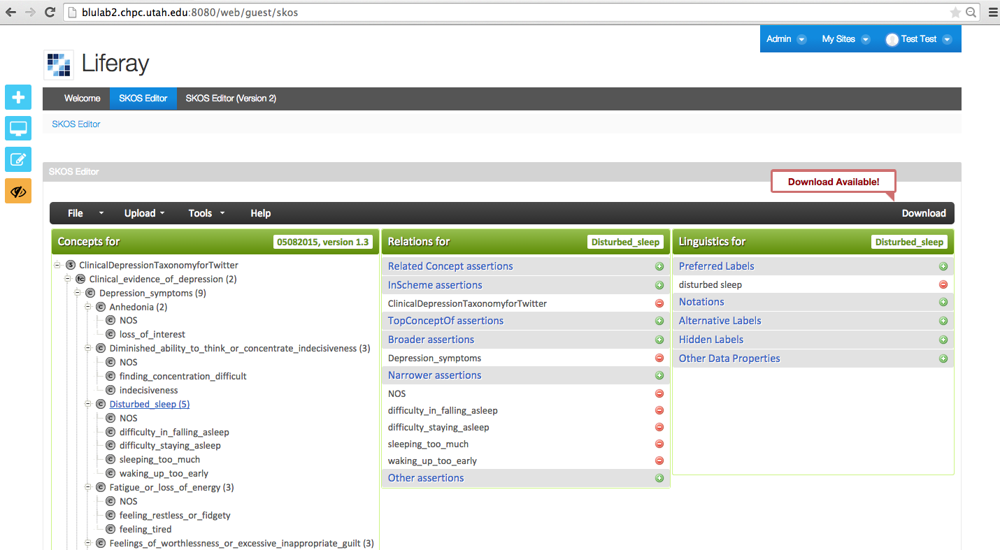 blulab2.chpc.utah.edu:8080/web/guest/skos
Admin My Sites Test Test
Liferay
Welcome SKOS Editor SKOS Editor (Version 2)
SKOS Editor
SKOS Editor
Download Available!
File Upload Tools Help Download
Concepts for 05082015, version 1.3
S ClinicalDepressionTaxonomyforTwitter
tc Clinical_evidence_of_depression (2)
C Depression_symptoms (9)
C Anhedonia (2)
C NOS
C loss_of_interest
C Diminished_ability_to_think_or_concentrate_indecisiveness (3)
C NOS
C finding_concentration_difficult
C indecisiveness
C Disturbed_sleep (5)
C NOS
C difficulty_in_falling_asleep
C difficulty_staying_asleep
C sleeping_too_much
C waking_up_too_early
C Fatigue_or_loss_of_energy (3)
C NOS
C feeling_restless_or_fidgety
C feeling_tired
C Feelings_of_worthlessness_or_excessive_inappropriate_guilt (3)
Relations for Disturbed_sleep
Related Concept assertions
InScheme assertions
ClinicalDepressionTaxonomyforTwitter
TopConceptOf assertions
Broader assertions
Depression_symptoms
Narrower assertions
NOS
difficulty_in_falling_asleep
difficulty_staying_asleep
sleeping_too_much
waking_up_too_early
Other assertions
Linguistics for Disturbed_sleep
Preferred Labels
disturbed sleep
Notations
Alternative Labels
Hidden Labels
Other Data Properties